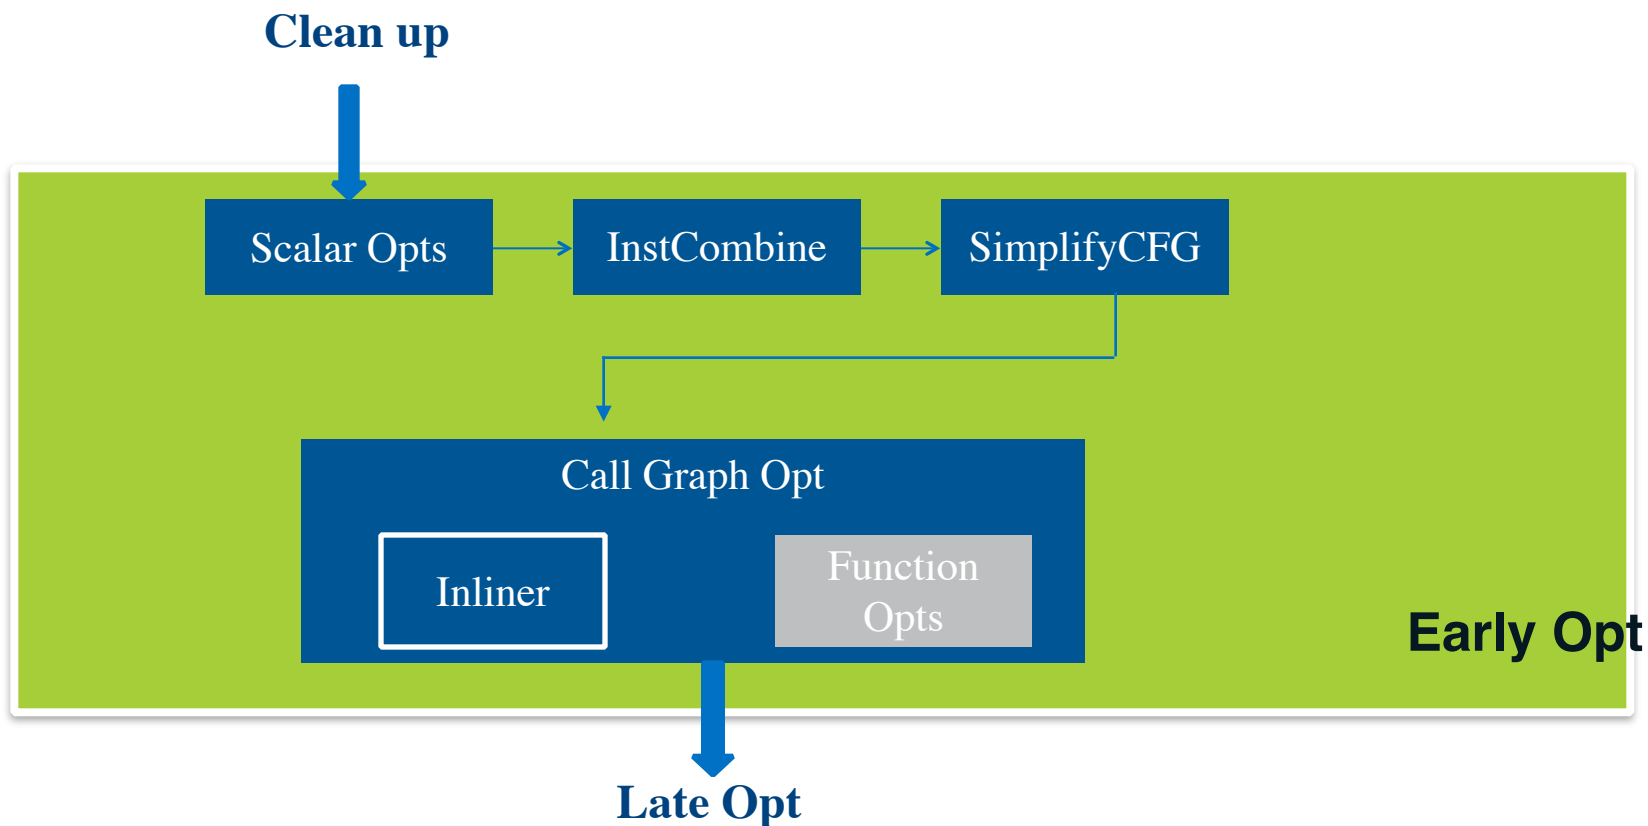 Clean up
Scalar Opts
InstCombine
SimplifyCFG
Call Graph Opt
Inliner
Function
Opts
Early Opt
Late Opt